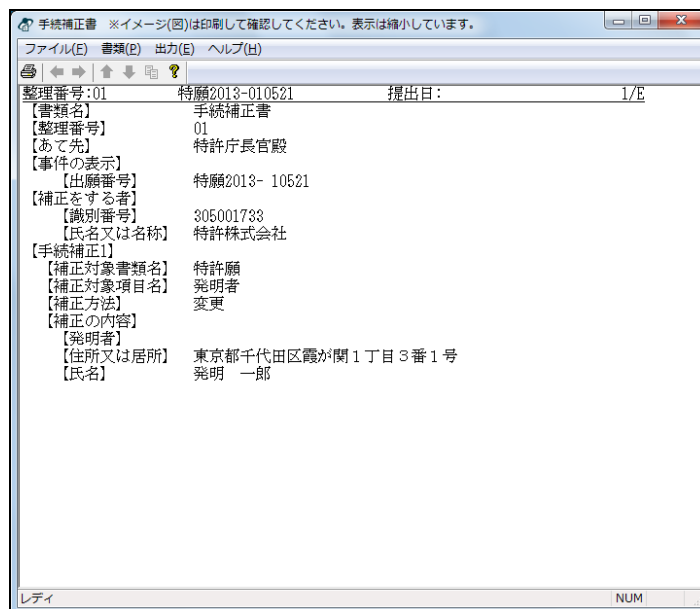 手続補正書　※イメージ(図)は印刷して確認してください。表示は縮小しています。
ファイル(F)　書類(P)　出力(E)　ヘルプ(H)
整理番号:01　　特願2013-010521　　提出日:　　1/E
【書類名】　手続補正書
【整理番号】　01
【あて先】　特許庁長官殿
【事件の表示】
【出願番号】　特願2013- 10521
【補正をする者】
【識別番号】　305001733
【氏名又は名称】　特許株式会社
【手続補正1】
【補正対象書類名】　特許願
【補正対象項目名】　発明者
【補正方法】　変更
【補正の内容】
【発明者】
【住所又は居所】　東京都千代田区霞が関１丁目３番１号
【氏名】　発明　一郎
レディ　NUM